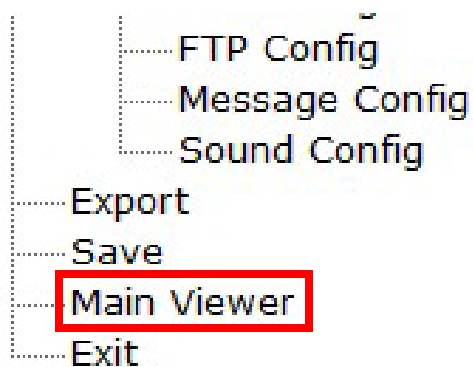 FTP Config
Message Config
Sound Config
Export
Save
Main Viewer
Exit